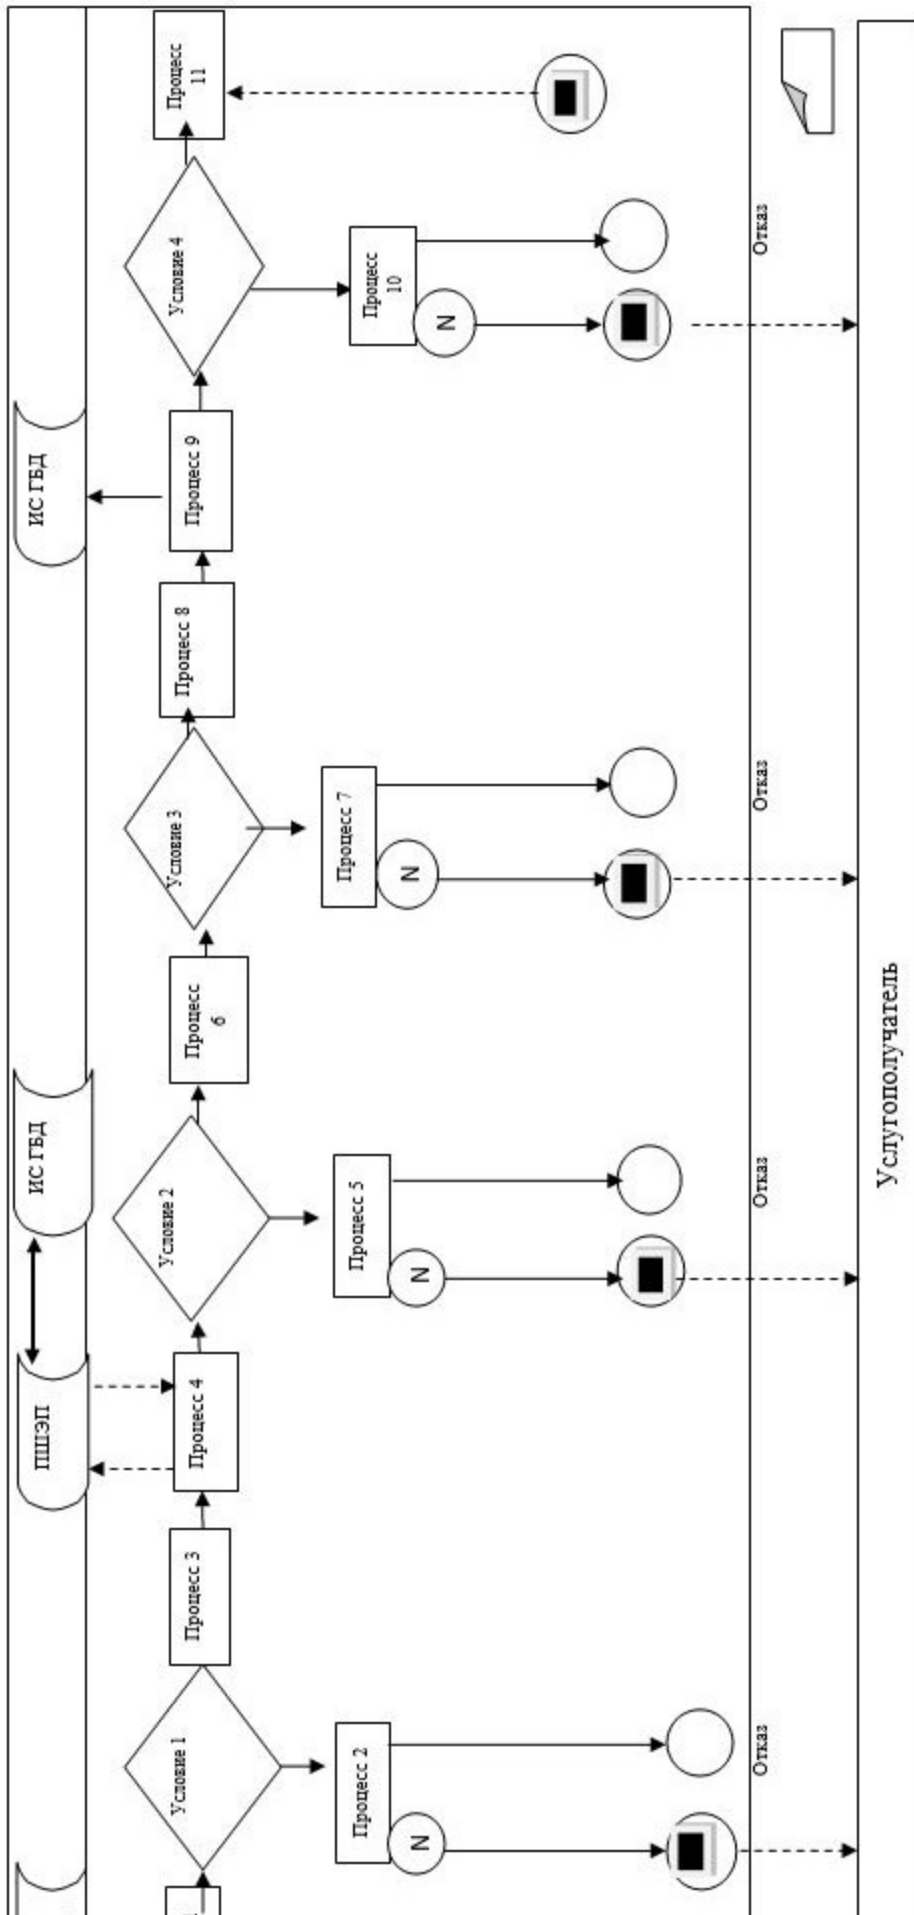 ПШЭП
ИС ГБД
ИС ГБД
Условие 1
Процесс 3
Процесс 4
Условие 2
Процесс
6
Условие 3
Процесс 8
Процесс 9
Условие 4
Процесс
11
Процесс 2
N
Процесс 5
N
Процесс 7
N
Процесс
10
N
Отказ
Отказ
Отказ
Отказ
Услугополучатель